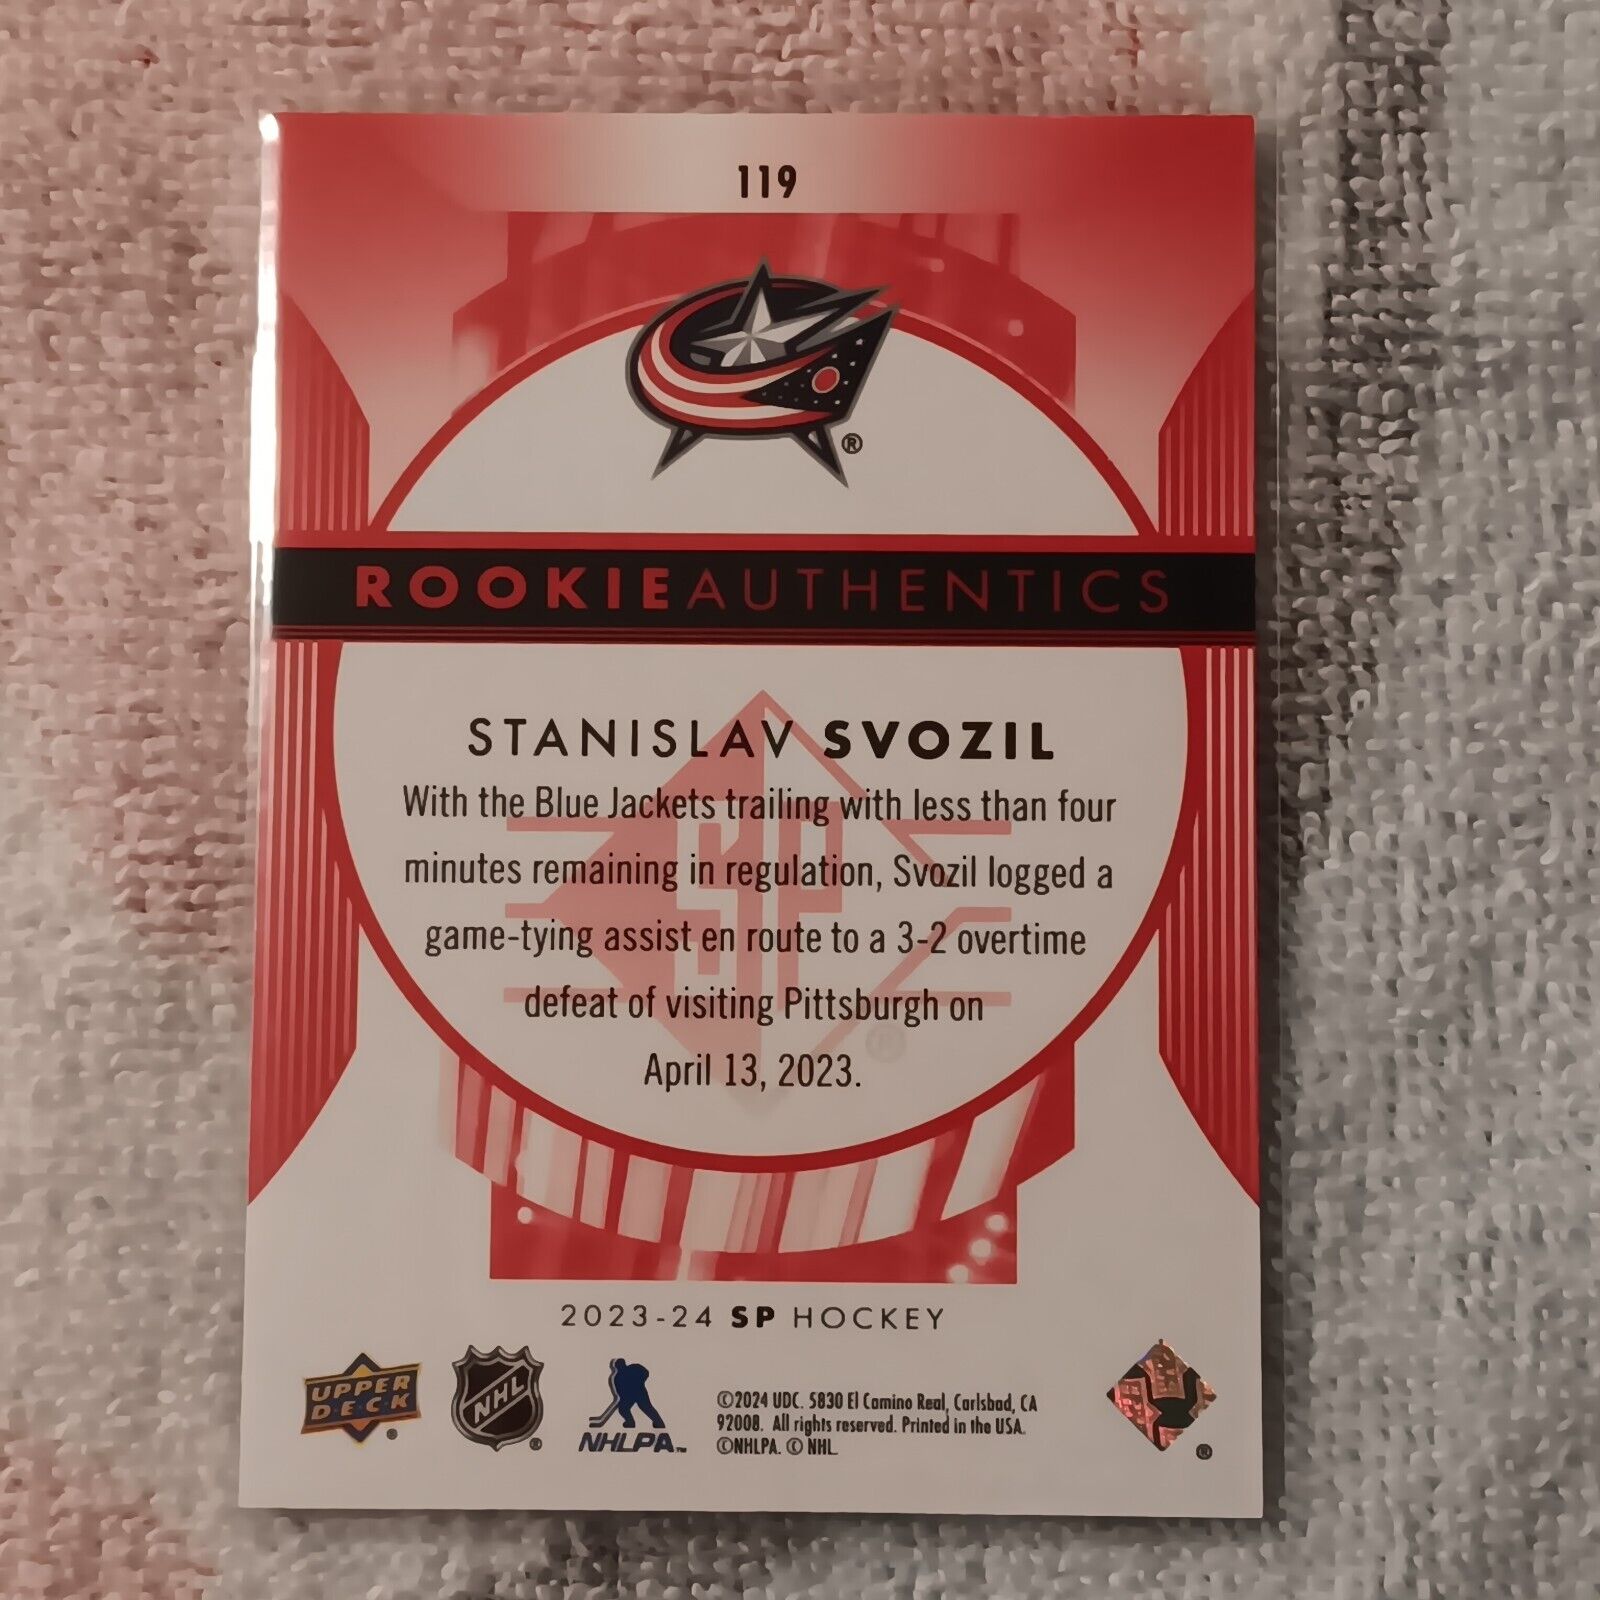 119
®
ROOKIEAUTHENTICS
STANISLAV SVOZIL
With the Blue Jackets trailing with less than four
minutes remaining in regulation, Svozil logged a
game-tying assist en route to a 3-2 overtime
defeat of visiting Pittsburgh on
April 13, 2023.
SP
®
2023-24 SP HOCKEY
UPPER
DECK
®
NHL
®
NHLPA™
©2024 UDC. 5830 El Camino Real, Carlsbad, CA
92008. All rights reserved. Printed in the USA.
©NHLPA. © NHL
®